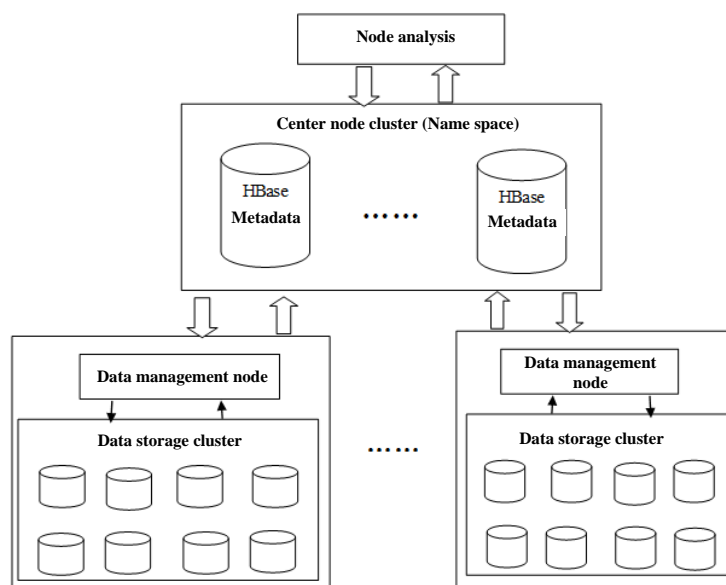 Node analysis
Center node cluster (Name space)
HBase
Metadata
……
HBase
Metadata
Data management node
Data storage cluster
……
Data management
node
Data storage cluster